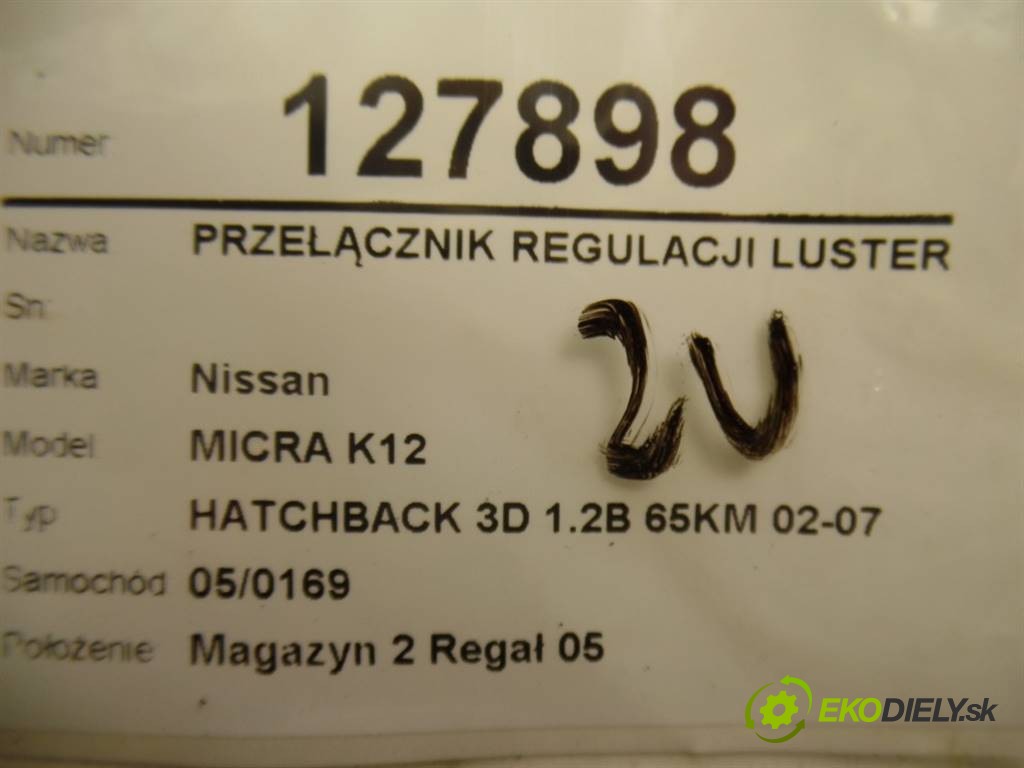 Numer 127898
Nazwa PRZEŁĄCZNIK REGULACJI LUSTER
Sn:
Marka Nissan
Model MICRA K12
Typ HATCHBACK 3D 1.2B 65KM 02-07
Samochód 05/0169
Położenie Magazyn 2 Regał 05
EKODIELY.sk